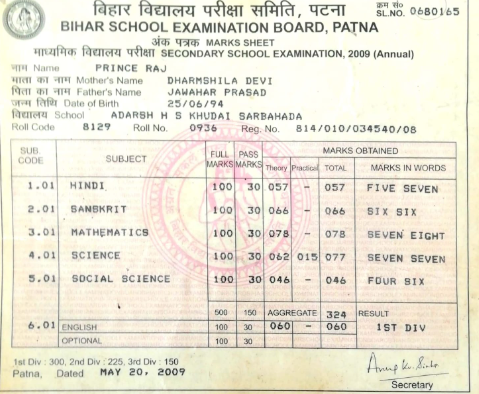 बिहार विद्यालय परीक्षा समिति, पटना
क्रम सं०
SL.NO. 0680165
BIHAR SCHOOL EXAMINATION BOARD, PATNA
अंक पत्रक MARKS SHEET
माध्यमिक विद्यालय परीक्षा SECONDARY SCHOOL EXAMINATION, 2009 (Annual)
नाम Name PRINCE RAJ
माता का नाम Mother's Name DHARMSHILA DEVI
पिता का नाम Father's Name JAWAHAR PRASAD
जन्म तिथि Date of Birth 25/06/94
विद्यालय School ADARSH H S KHUDAI SARBAHADA
Roll Code 8129 Roll No. 0936 Reg. No. 814/010/034540/08
SUB. CODE SUBJECT FULL MARKS PASS MARKS MARKS OBTAINED
Theory Practical TOTAL MARKS IN WORDS
1.01 HINDI 100 30 057 - 057 FIVE SEVEN
2.01 SANSKRIT 100 30 066 - 066 SIX SIX
3.01 MATHEMATICS 100 30 078 - 078 SEVEN EIGHT
4.01 SCIENCE 100 30 062 015 077 SEVEN SEVEN
5.01 SOCIAL SCIENCE 100 30 046 - 046 FOUR SIX
500 150 AGGREGATE 324 RESULT
6.01 ENGLISH 100 30 060 - 060 1ST DIV
OPTIONAL 100 30
1st Div : 300, 2nd Div : 225, 3rd Div : 150
Patna, Dated MAY 20, 2009
Secretary